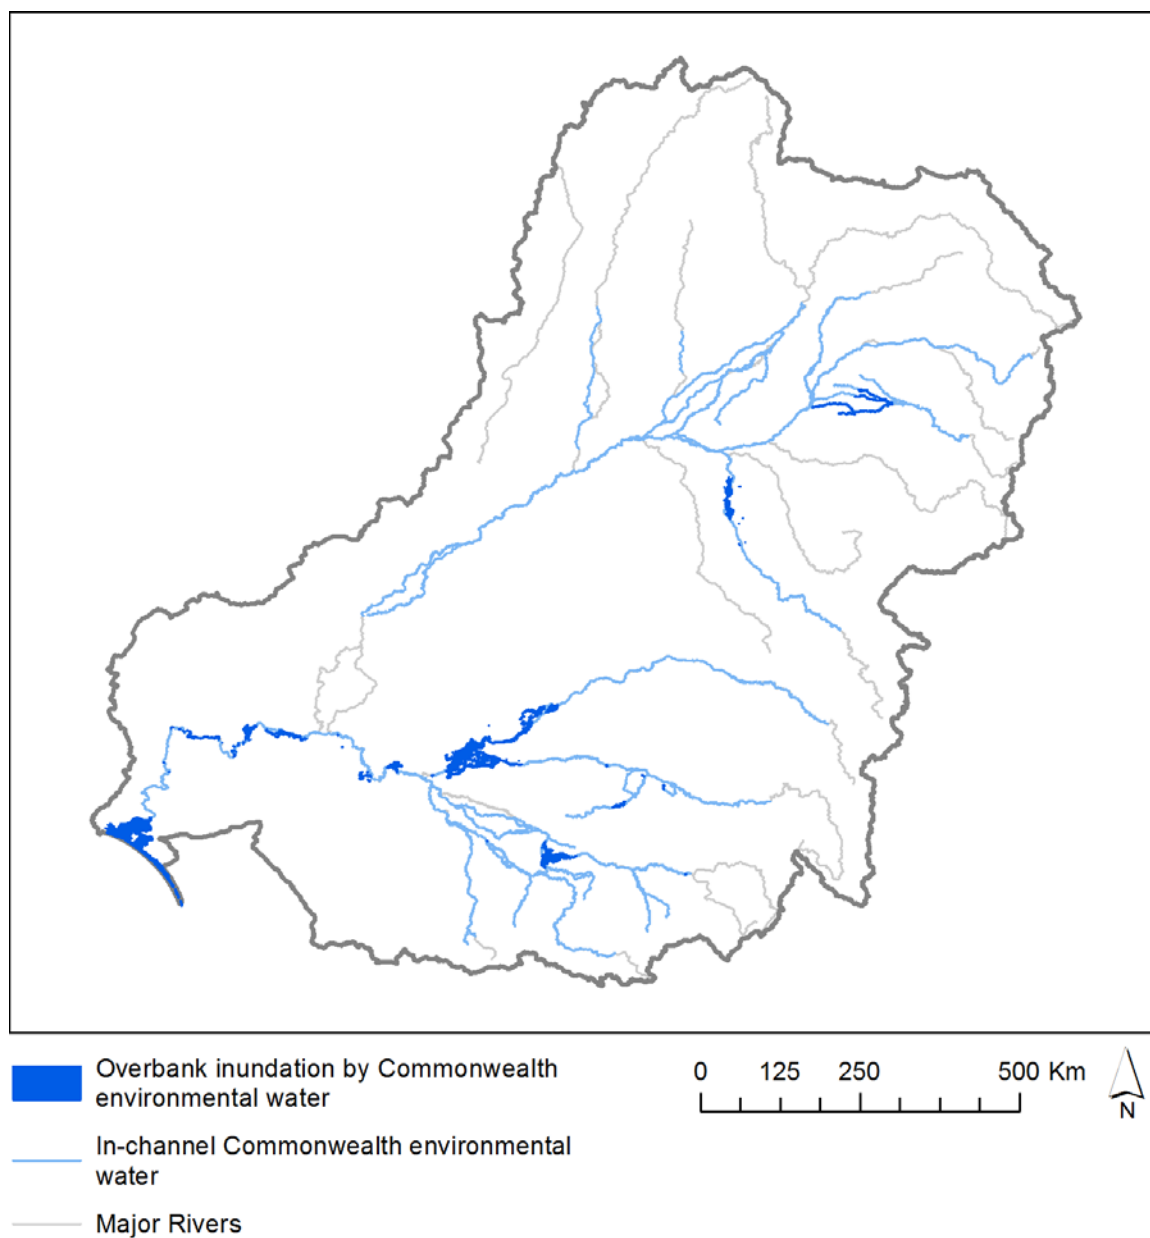 Overbank inundation by Commonwealth
environmental water
In-channel Commonwealth environmental
water
Major Rivers
0 125 250 500 Km
N